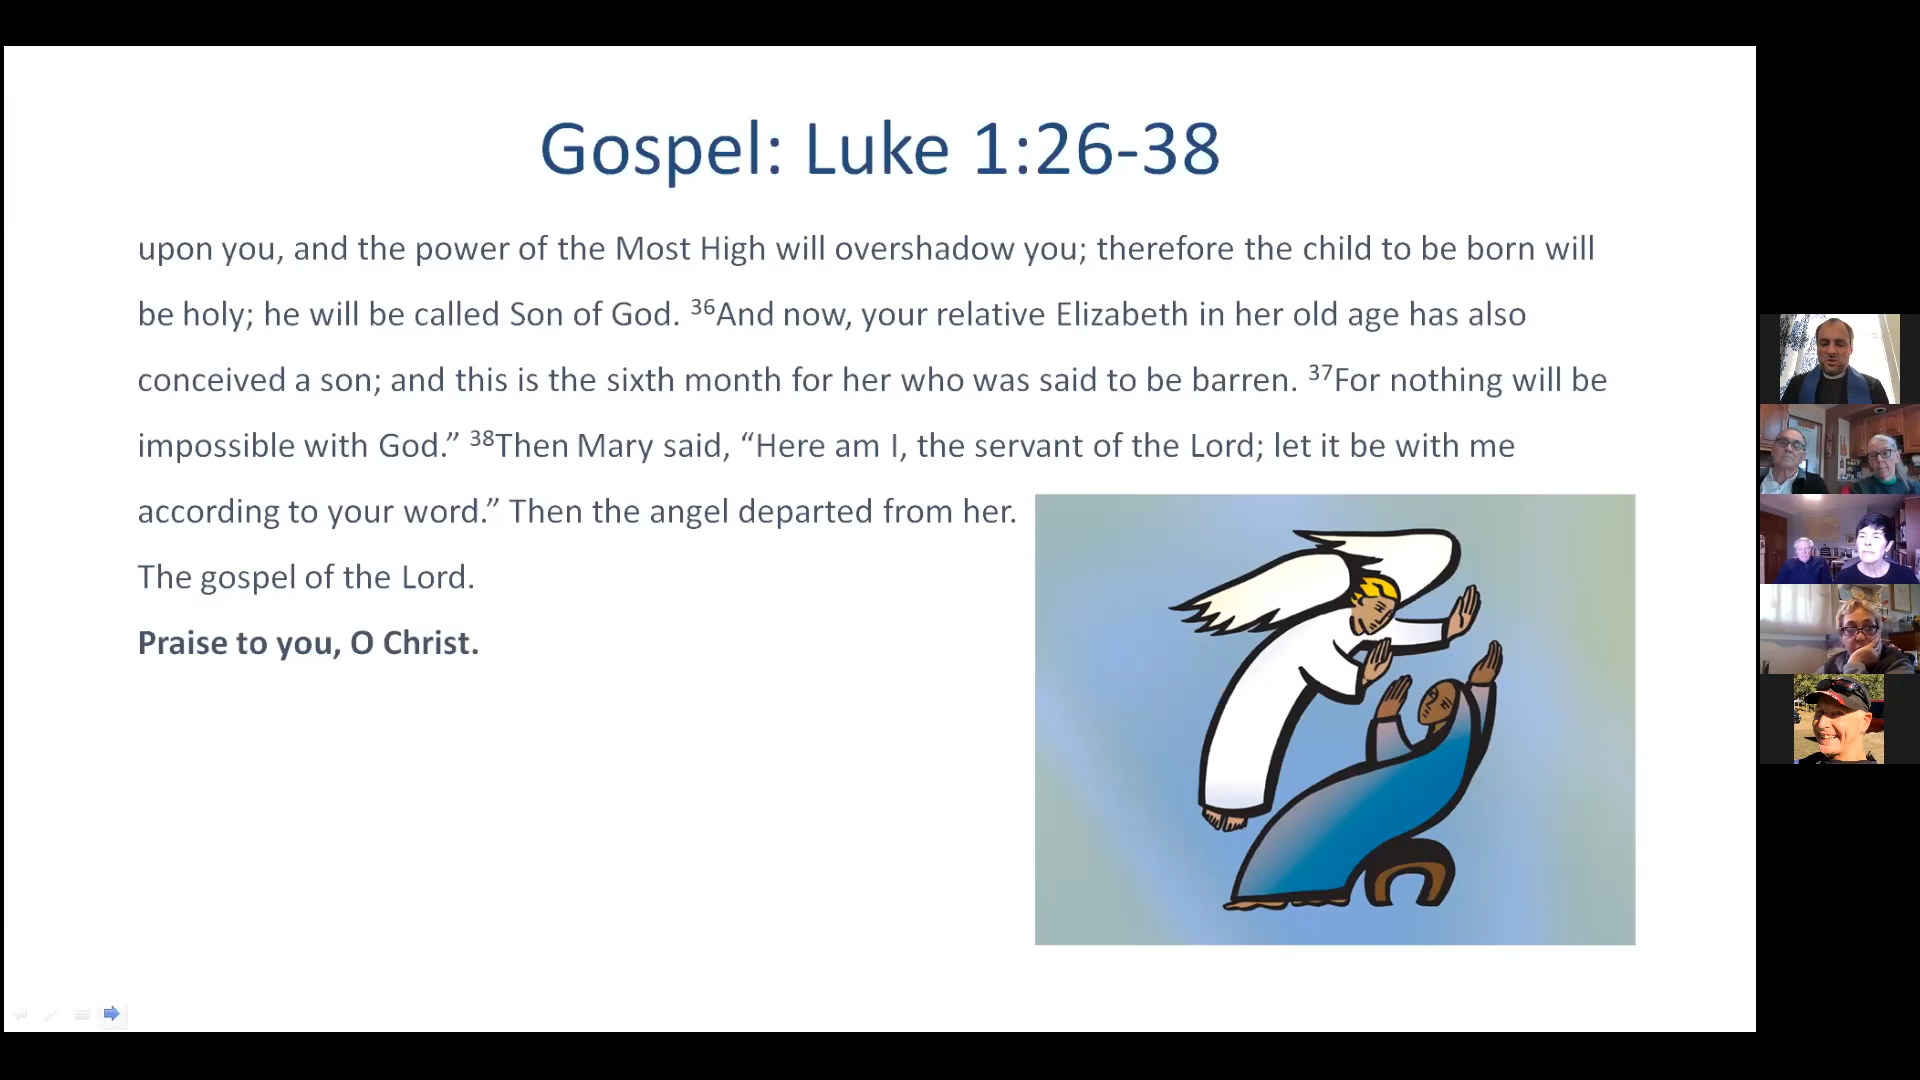 Gospel: Luke 1:26-38
upon you, and the power of the Most High will overshadow you; therefore the child to be born will
be holy; he will be called Son of God. ³⁶And now, your relative Elizabeth in her old age has also
conceived a son; and this is the sixth month for her who was said to be barren. ³⁷For nothing will be
impossible with God.” ³⁸Then Mary said, “Here am I, the servant of the Lord; let it be with me
according to your word.” Then the angel departed from her.
The gospel of the Lord.
Praise to you, O Christ.